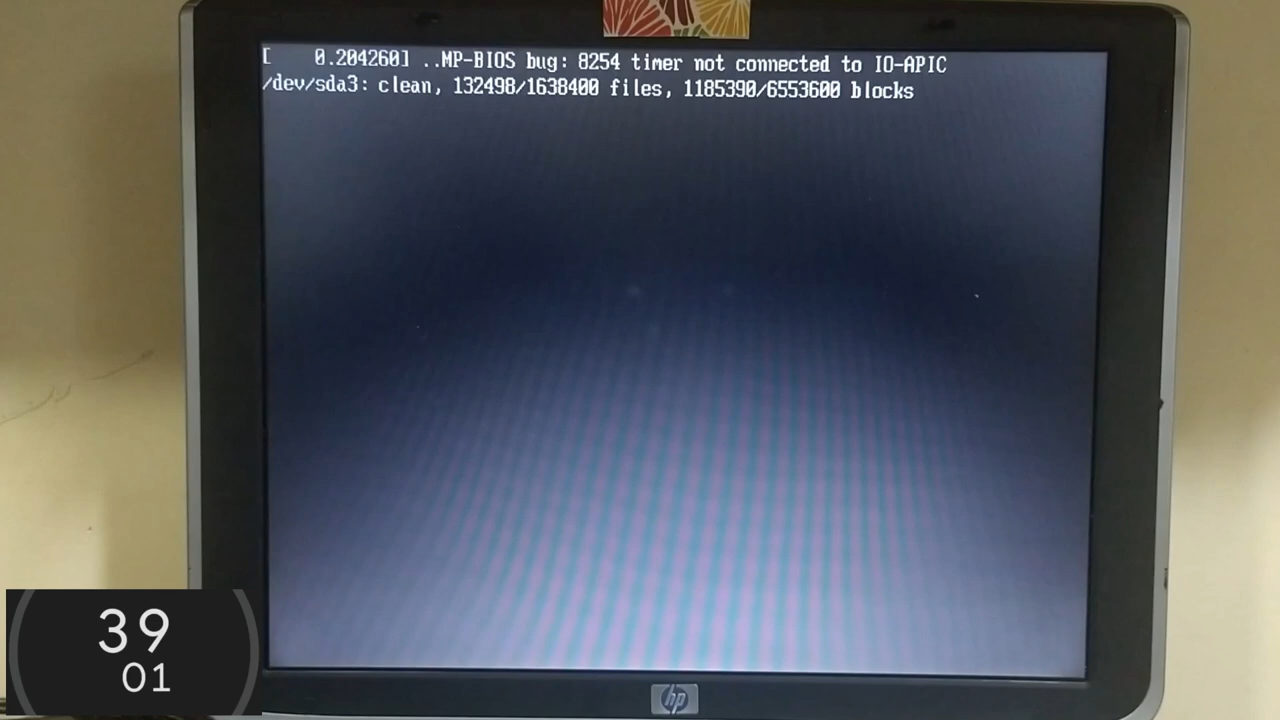 [    0.204260] ..MP-BIOS bug: 8254 timer not connected to IO-APIC
/dev/sda3: clean, 132498/1638400 files, 1185390/6553600 blocks
39
01
hp